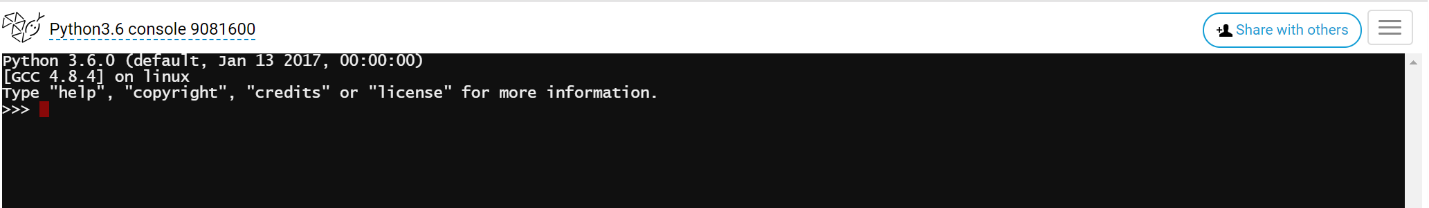 Python3.6 console 9081600
Share with others
Python 3.6.0 (default, Jan 13 2017, 00:00:00)
[GCC 4.8.4] on linux
Type "help", "copyright", "credits" or "license" for more information.
>>>